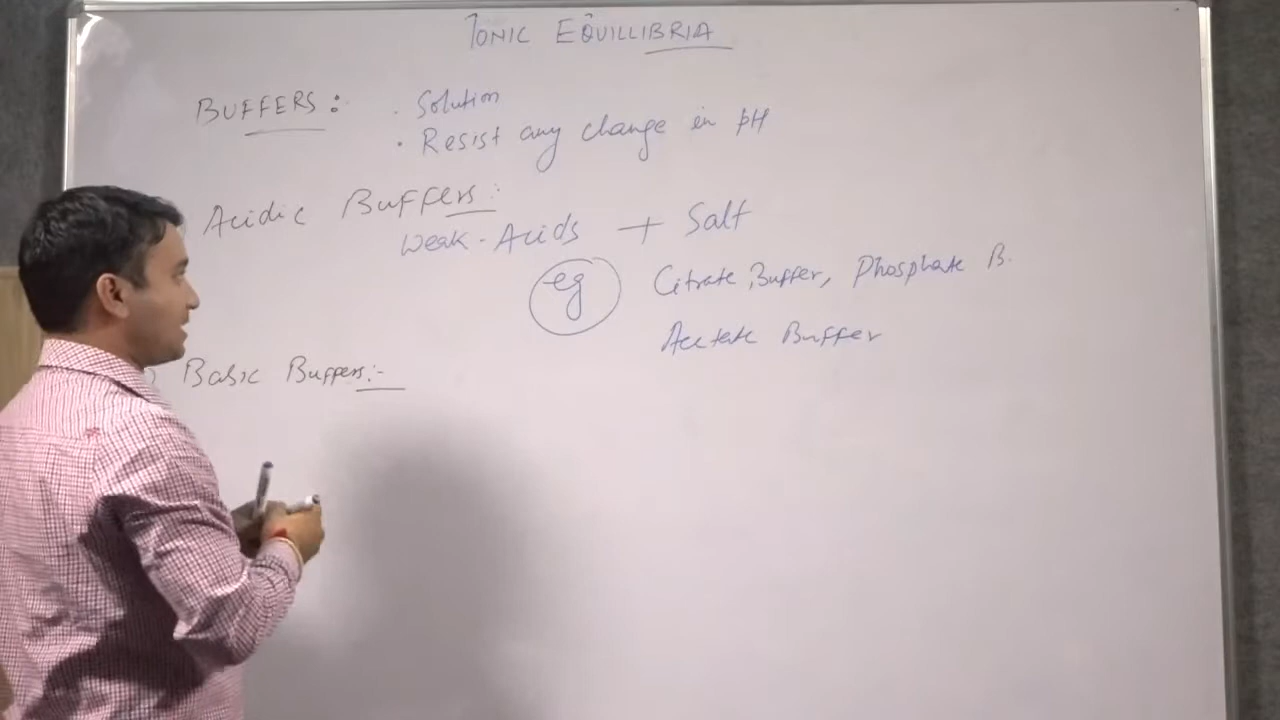 IONIC EQUILLIBRIA
BUFFERS : . Solution
. Resist any change in pH
Acidic Buffers :
Weak-Acids + Salt
eg Citrate Buffer, Phosphate B.
Acetate Buffer
) Basic Buffers :-